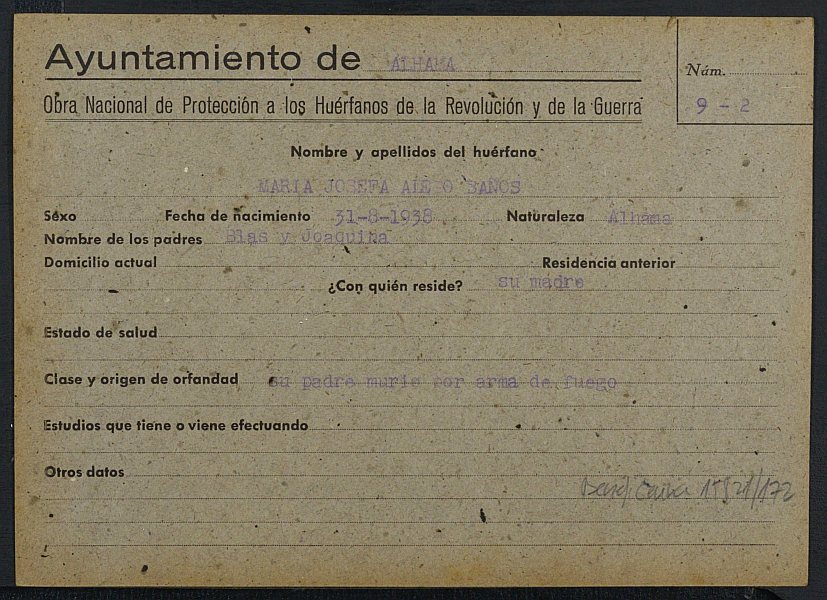 Ayuntamiento de ALHAMA
Núm.
9 - 2
Obra Nacional de Protección a los Huérfanos de la Revolución y de la Guerra
Nombre y apellidos del huérfano
MARIA JOSEFA BAÑOS
Sexo Fecha de nacimiento 31-8-1938 Naturaleza Alhama
Nombre de los padres Blas y Joaquina
Domicilio actual Residencia anterior
¿Con quién reside? su madre
Estado de salud
Clase y origen de orfandad su padre murio por arma de fuego
Estudios que tiene o viene efectuando
Otros datos